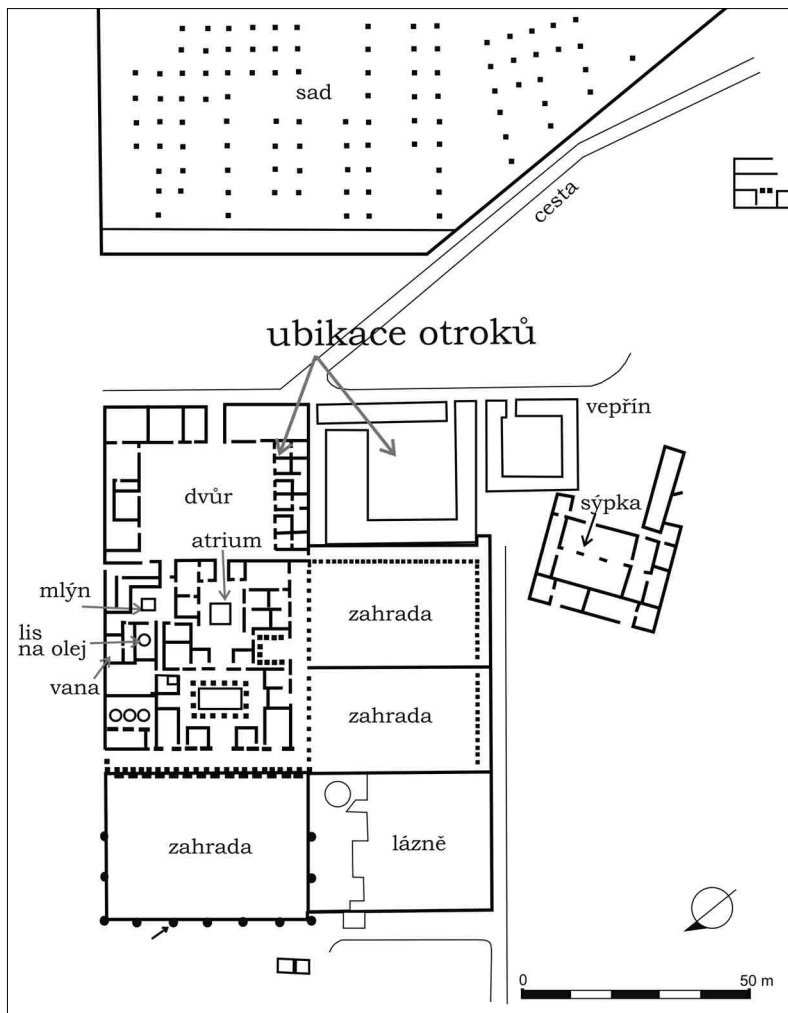 sad
cesta
ubikace otroků
vepřín
dvůr
sýpka
atrium
mlýn
zahrada
lis
na olej
vana
zahrada
zahrada
lázně
0 50 m